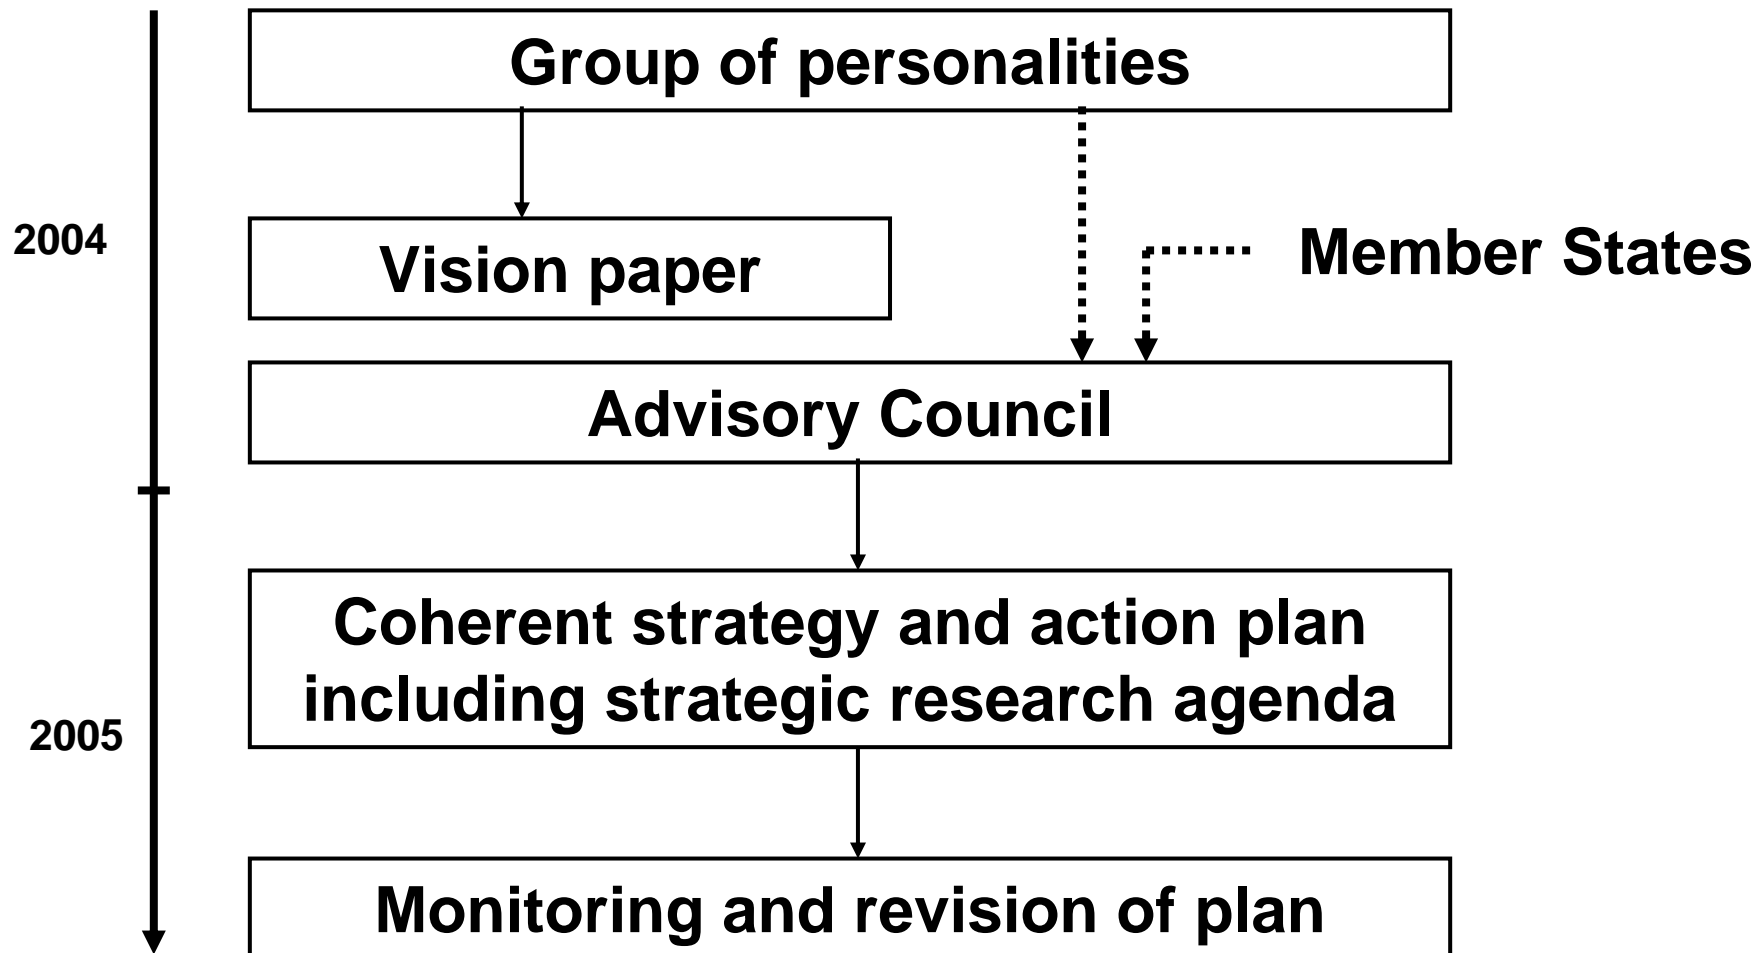 Group of personalities
2004
Vision paper
Member States
Advisory Council
Coherent strategy and action plan
including strategic research agenda
2005
Monitoring and revision of plan